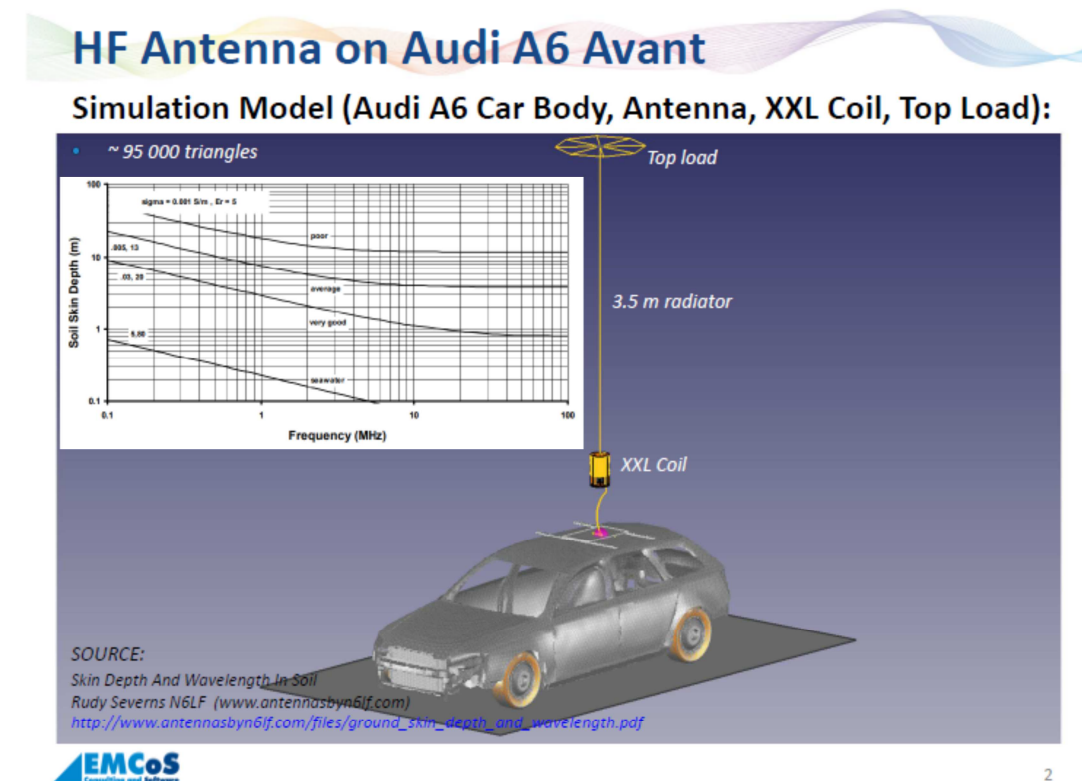 HF Antenna on Audi A6 Avant
Simulation Model (Audi A6 Car Body, Antenna, XXL Coil, Top Load):
• ~ 95 000 triangles
Top load
100
sigma = 0.001 S/m , Er = 5
poor
.005, 13
10
.03, 20
average
very good
1
5,80
seawater
0.1
0.1
1
10
100
Soil Skin Depth (m)
Frequency (MHz)
3.5 m radiator
XXL Coil
SOURCE:
Skin Depth And Wavelength In Soil
Rudy Severns N6LF (www.antennasbyn6lf.com)
http://www.antennasbyn6lf.com/files/ground_skin_depth_and_wavelength.pdf
EMCoS
Consulting and Software
2